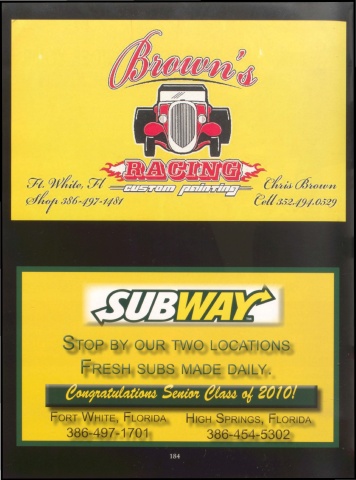 Brown's
RACING
custom painting
Ft. White, Fl
Shop 386-497-1481
Chris Brown
Cell 352.494.0529
SUBWAY
STOP BY OUR TWO LOCATIONS
FRESH SUBS MADE DAILY.
Congratulations Senior Class of 2010!
FORT WHITE, FLORIDA
386-497-1701
HIGH SPRINGS, FLORIDA
386-454-5302
184